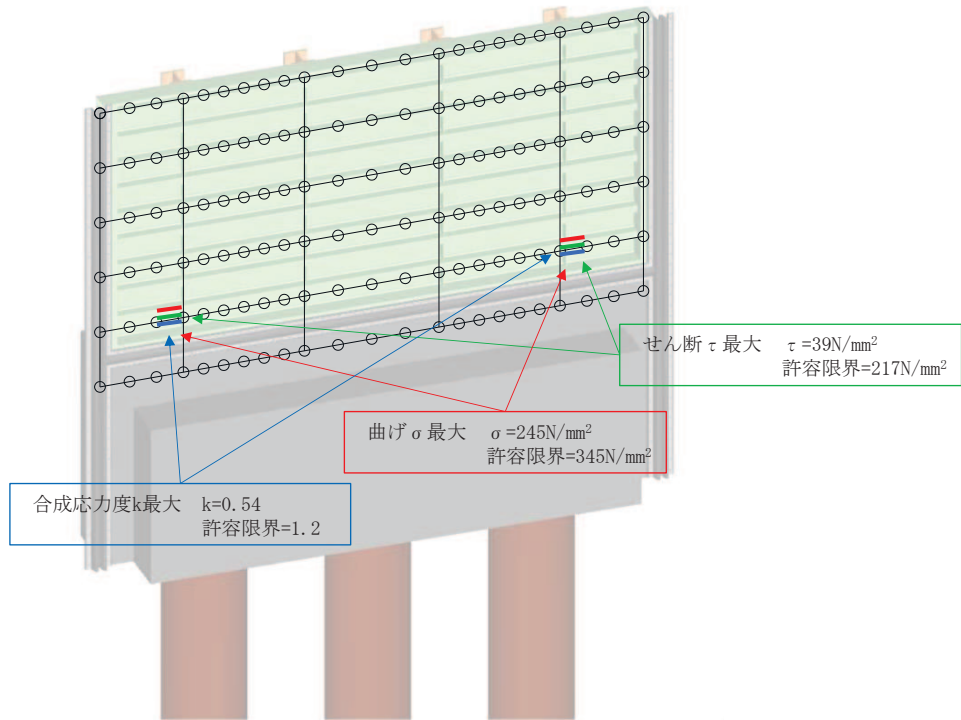 せん断τ最大　τ=39N/mm²
許容限界=217N/mm²
曲げσ最大　σ=245N/mm²
許容限界=345N/mm²
合成応力度k最大　k=0.54
許容限界=1.2